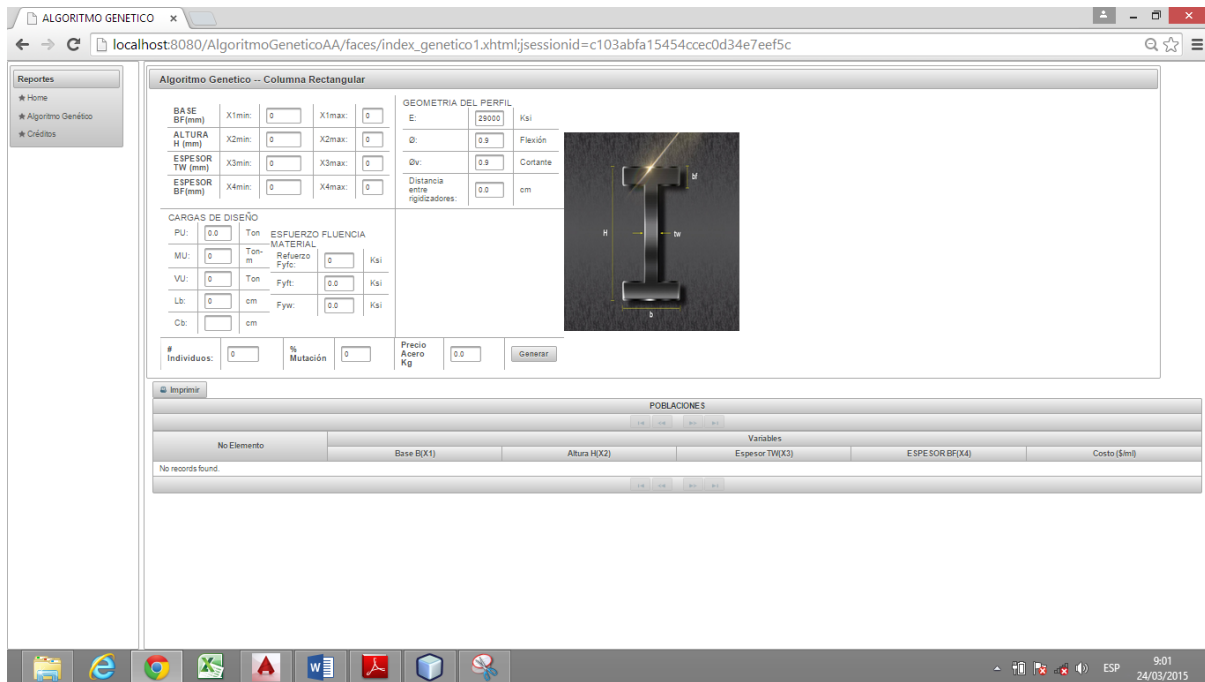 ALGORITMO GENETICO
localhost:8080/AlgoritmoGeneticoAA/faces/index_genetico1.xhtml;jsessionid=c103abfa15454ccec0d34e7eef5c
Reportes
Home
Algoritmo Genético
Créditos
Algoritmo Genetico -- Columna Rectangular
BASE BF(mm) X1min: 0 X1max: 0
ALTURA H (mm) X2min: 0 X2max: 0
ESPESOR TW (mm) X3min: 0 X3max: 0
ESPESOR BF(mm) X4min: 0 X4max: 0
GEOMETRIA DEL PERFIL
E: 29000 Ksi
Ø: 0.9 Flexión
Øv: 0.9 Cortante
Distancia entre rigidizadores: 0.0 cm
bf
H
tw
b
CARGAS DE DISEÑO
PU: 0.0 Ton
MU: 0 Ton-m
VU: 0 Ton
Lb: 0 cm
Cb: cm
ESFUERZO FLUENCIA MATERIAL
Refuerzo Fyfc: 0 Ksi
Fyft: 0.0 Ksi
Fyw: 0.0 Ksi
# Individuos: 0 % Mutación 0 Precio Acero Kg 0.0 Generar
Imprimir
POBLACIONES
No Elemento Variables
Base B(X1) Altura H(X2) Espesor TW(X3) ESPESOR BF(X4) Costo ($/ml)
No records found.
ESP
9:01
24/03/2015